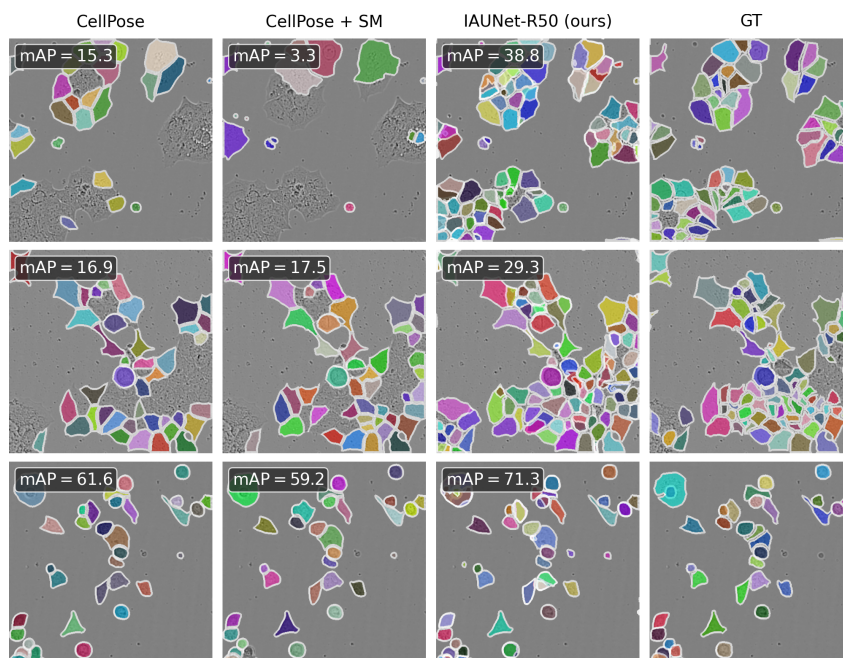 CellPose
CellPose + SM
IAUNet-R50 (ours)
GT
mAP = 15.3
mAP = 3.3
mAP = 38.8
mAP = 16.9
mAP = 17.5
mAP = 29.3
mAP = 61.6
mAP = 59.2
mAP = 71.3